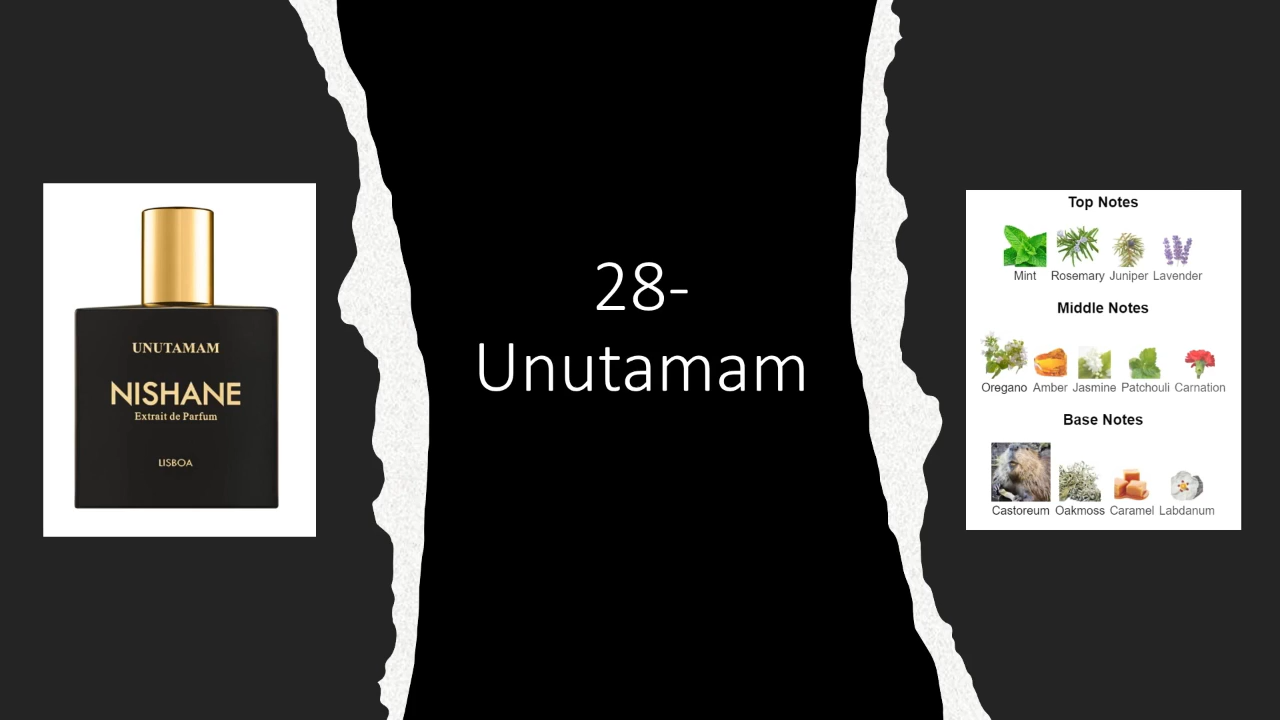 UNUTAMAM
NISHANE
Extrait de Parfum
LISBOA
28-
Unutamam
Top Notes
Mint Rosemary Juniper Lavender
Middle Notes
Oregano Amber Jasmine Patchouli Carnation
Base Notes
Castoreum Oakmoss Caramel Labdanum